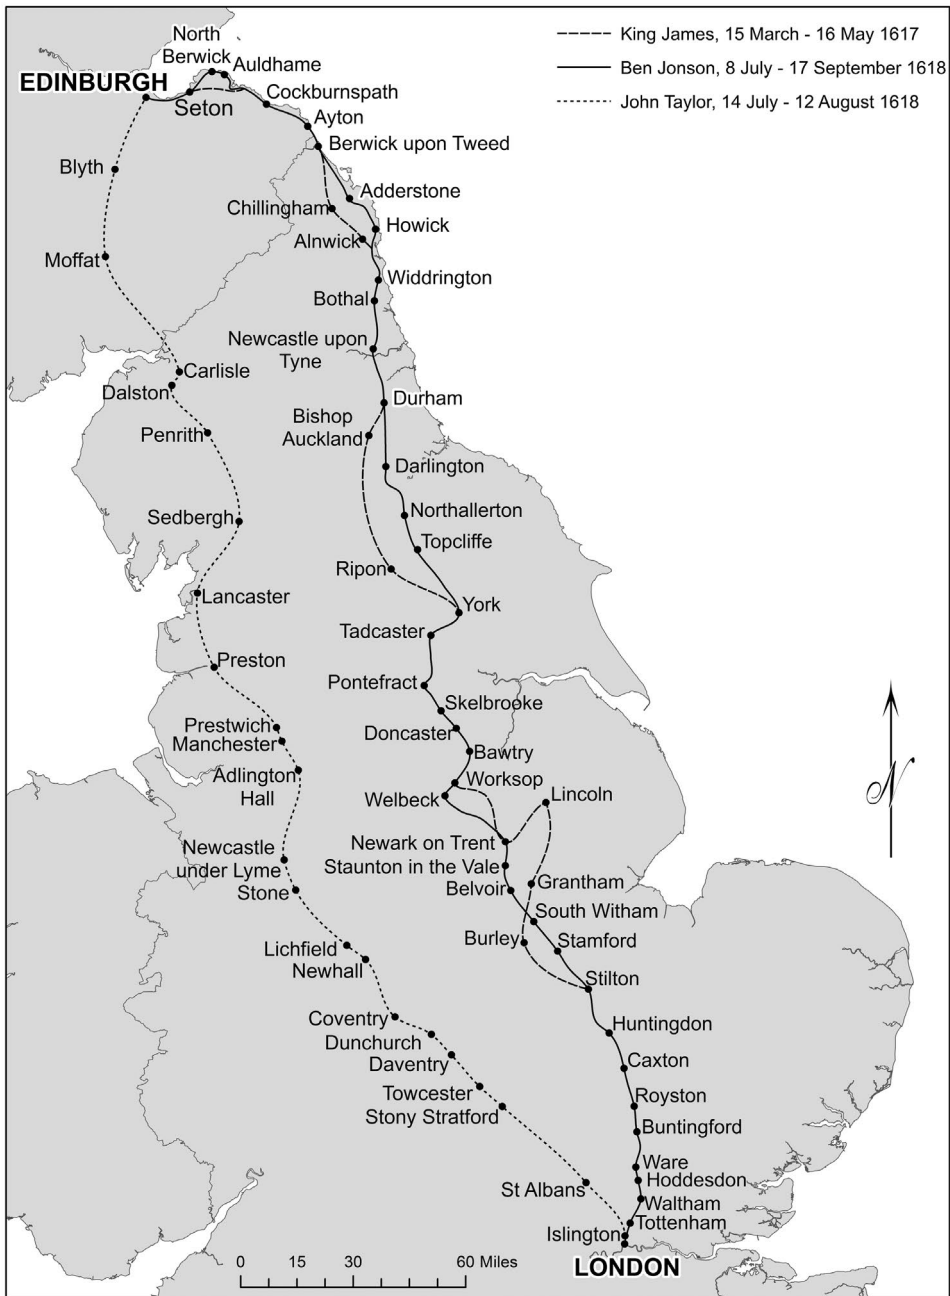 King James, 15 March - 16 May 1617
Ben Jonson, 8 July - 17 September 1618
John Taylor, 14 July - 12 August 1618
North
Berwick
Auldhame
EDINBURGH
Seton
Cockburnspath
Ayton
Berwick upon Tweed
Blyth
Adderstone
Chillingham
Howick
Alnwick
Moffat
Widdrington
Bothal
Newcastle upon
Tyne
Carlisle
Dalston
Durham
Bishop
Auckland
Penrith
Darlington
Northallerton
Sedbergh
Topcliffe
Ripon
Lancaster
York
Tadcaster
Preston
Pontefract
Skelbrooke
Prestwich
Doncaster
Manchester
Bawtry
Adlington
Hall
Worksop
Welbeck
Lincoln
Newcastle
under Lyme
Newark on Trent
Staunton in the Vale
Stone
Belvoir
Grantham
South Witham
Burley
Stamford
Lichfield
Newhall
Stilton
Coventry
Huntingdon
Dunchurch
Daventry
Caxton
Towcester
Royston
Stony Stratford
Buntingford
Ware
Hoddesdon
St Albans
Waltham
Tottenham
Islington
LONDON
0 15 30 60 Miles
N